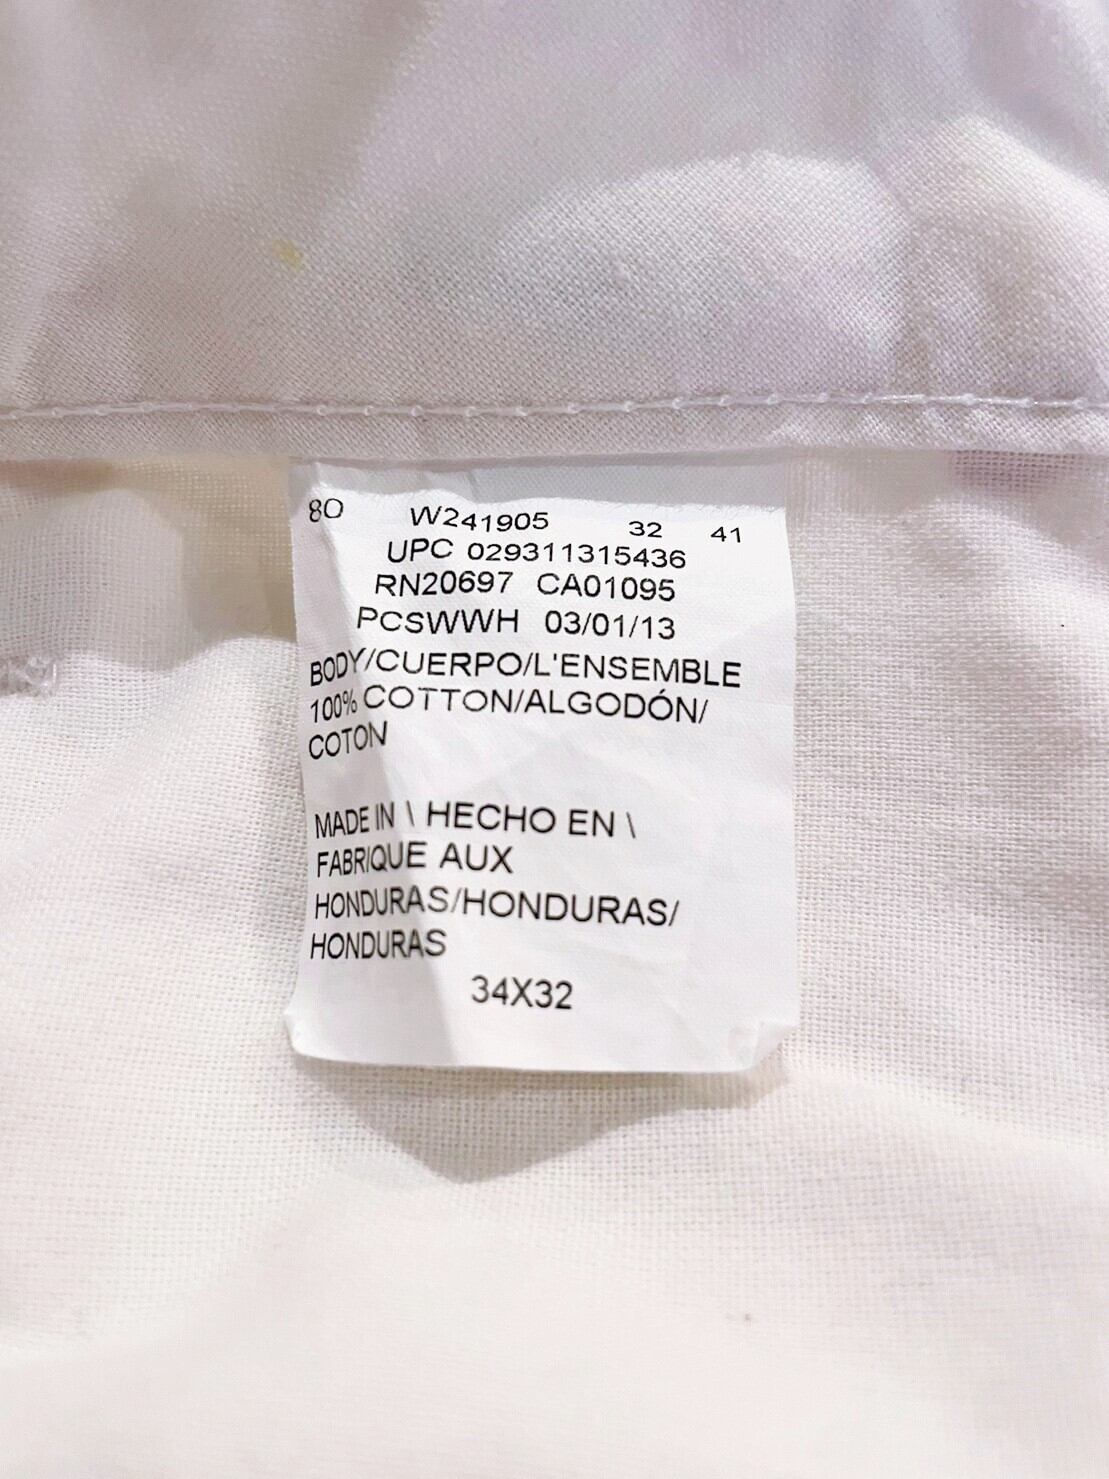 80 W241905 32 41
UPC 029311315436
RN20697 CA01095
PCSWWH 03/01/13
BODY/CUERPO/L'ENSEMBLE
100% COTTON/ALGODÓN/
COTON
MADE IN \ HECHO EN \
FABRIQUE AUX
HONDURAS/HONDURAS/
HONDURAS
34X32